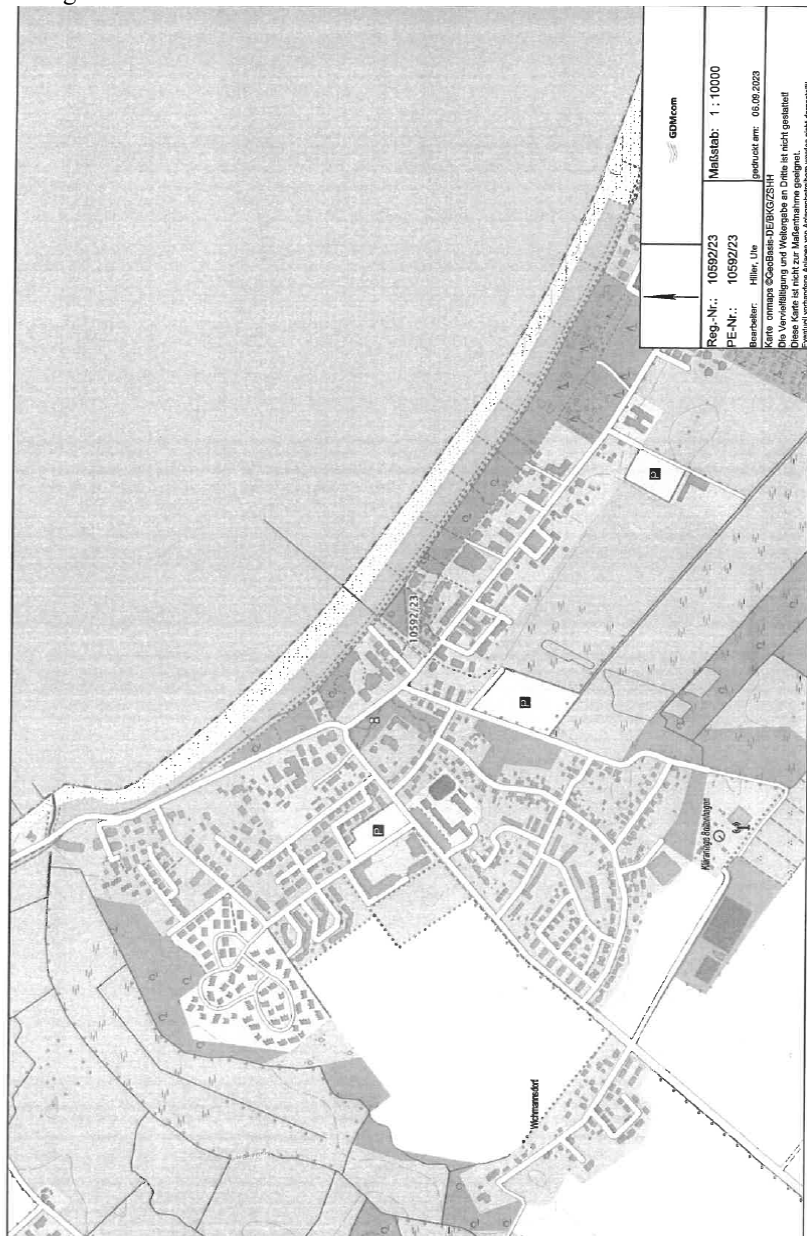 GDMcom
Reg.-Nr.: 10592/23
Maßstab: 1 : 10000
PE-Nr.: 10592/23
Bearbeiter: Hiller, Ute
gedruckt am: 06.09.2023
Karte onmaps ©GeoBasis-DE/BKG/ZSHH
Die Vervielfältigung und Weitergabe an Dritte ist nicht gestattet!
Diese Karte ist nicht zur Maßentnahme geeignet.
10592/23
P
P
P
Kläranlage Boltenhagen
Wichmannsdorf